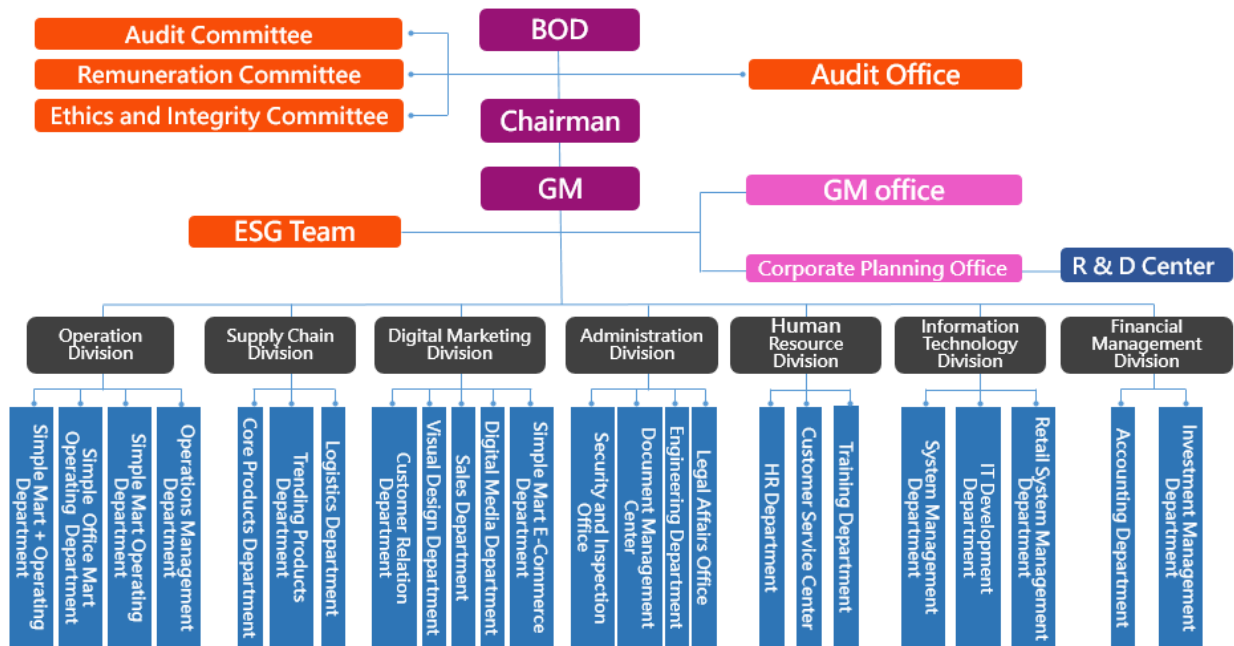 BOD
Audit Committee
Remuneration Committee
Audit Office
Ethics and Integrity Committee
Chairman
GM
GM office
ESG Team
Corporate Planning Office
R & D Center
Operation
Division
Supply Chain
Division
Digital Marketing
Division
Administration
Division
Human
Resource
Division
Information
Technology
Division
Financial
Management
Division
Simple Mart + Operating
Department
Simple Office Mart
Operating Department
Simple Mart Operating
Department
Operations Management
Department
Core Products Department
Trending Products
Department
Logistics Department
Customer Relation
Department
Visual Design Department
Sales Department
Digital Media Department
Simple Mart E-Commerce
Department
Security and Inspection
Office
Document Management
Center
Engineering Department
Legal Affairs Office
HR Department
Customer Service Center
Training Department
System Management
Department
IT Development
Department
Retail System Management
Department
Accounting Department
Investment Management
Department